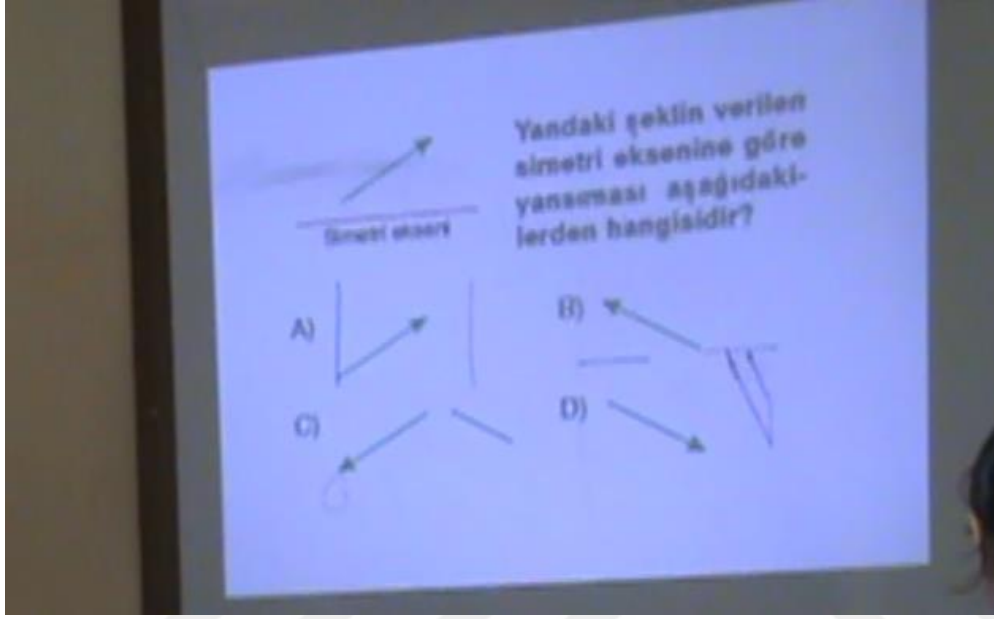 Yandaki şeklin verilen
simetri eksenine göre
yansıması aşağıdaki-
lerden hangisidir?
Simetri ekseni
A)
B)
C)
D)